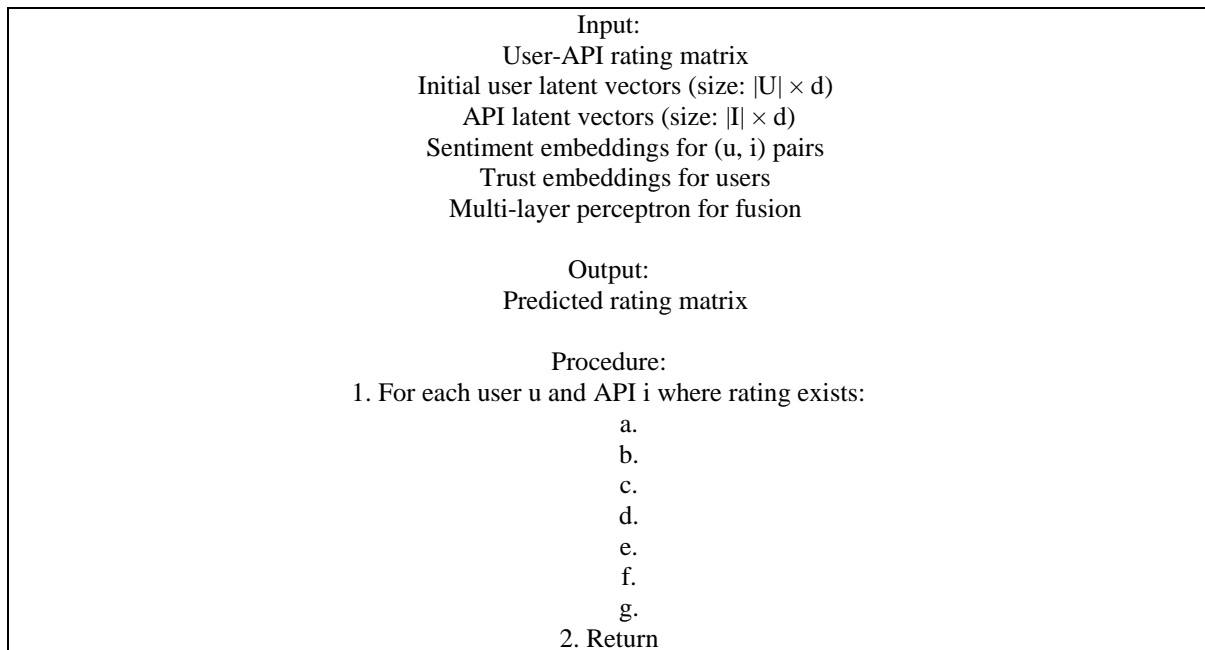 Input:
User-API rating matrix
Initial user latent vectors (size: |U| × d)
API latent vectors (size: |I| × d)
Sentiment embeddings for (u, i) pairs
Trust embeddings for users
Multi-layer perceptron for fusion
Output:
Predicted rating matrix
Procedure:
1. For each user u and API i where rating exists:
a.
b.
c.
d.
e.
f.
g.
2. Return